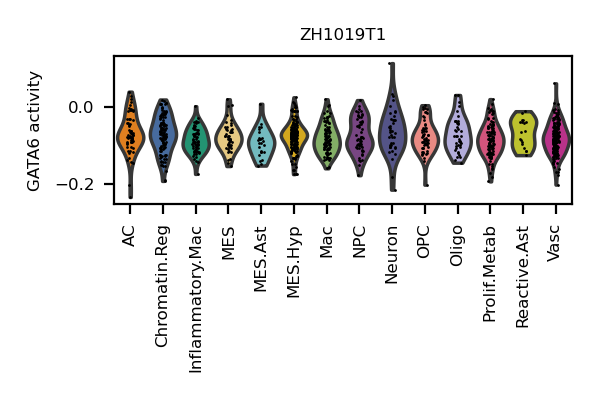 ZH1019T1
GATA6 activity
0.0
−0.2
AC
Chromatin.Reg
Inflammatory.Mac
MES
MES.Ast
MES.Hyp
Mac
NPC
Neuron
OPC
Oligo
Prolif.Metab
Reactive.Ast
Vasc